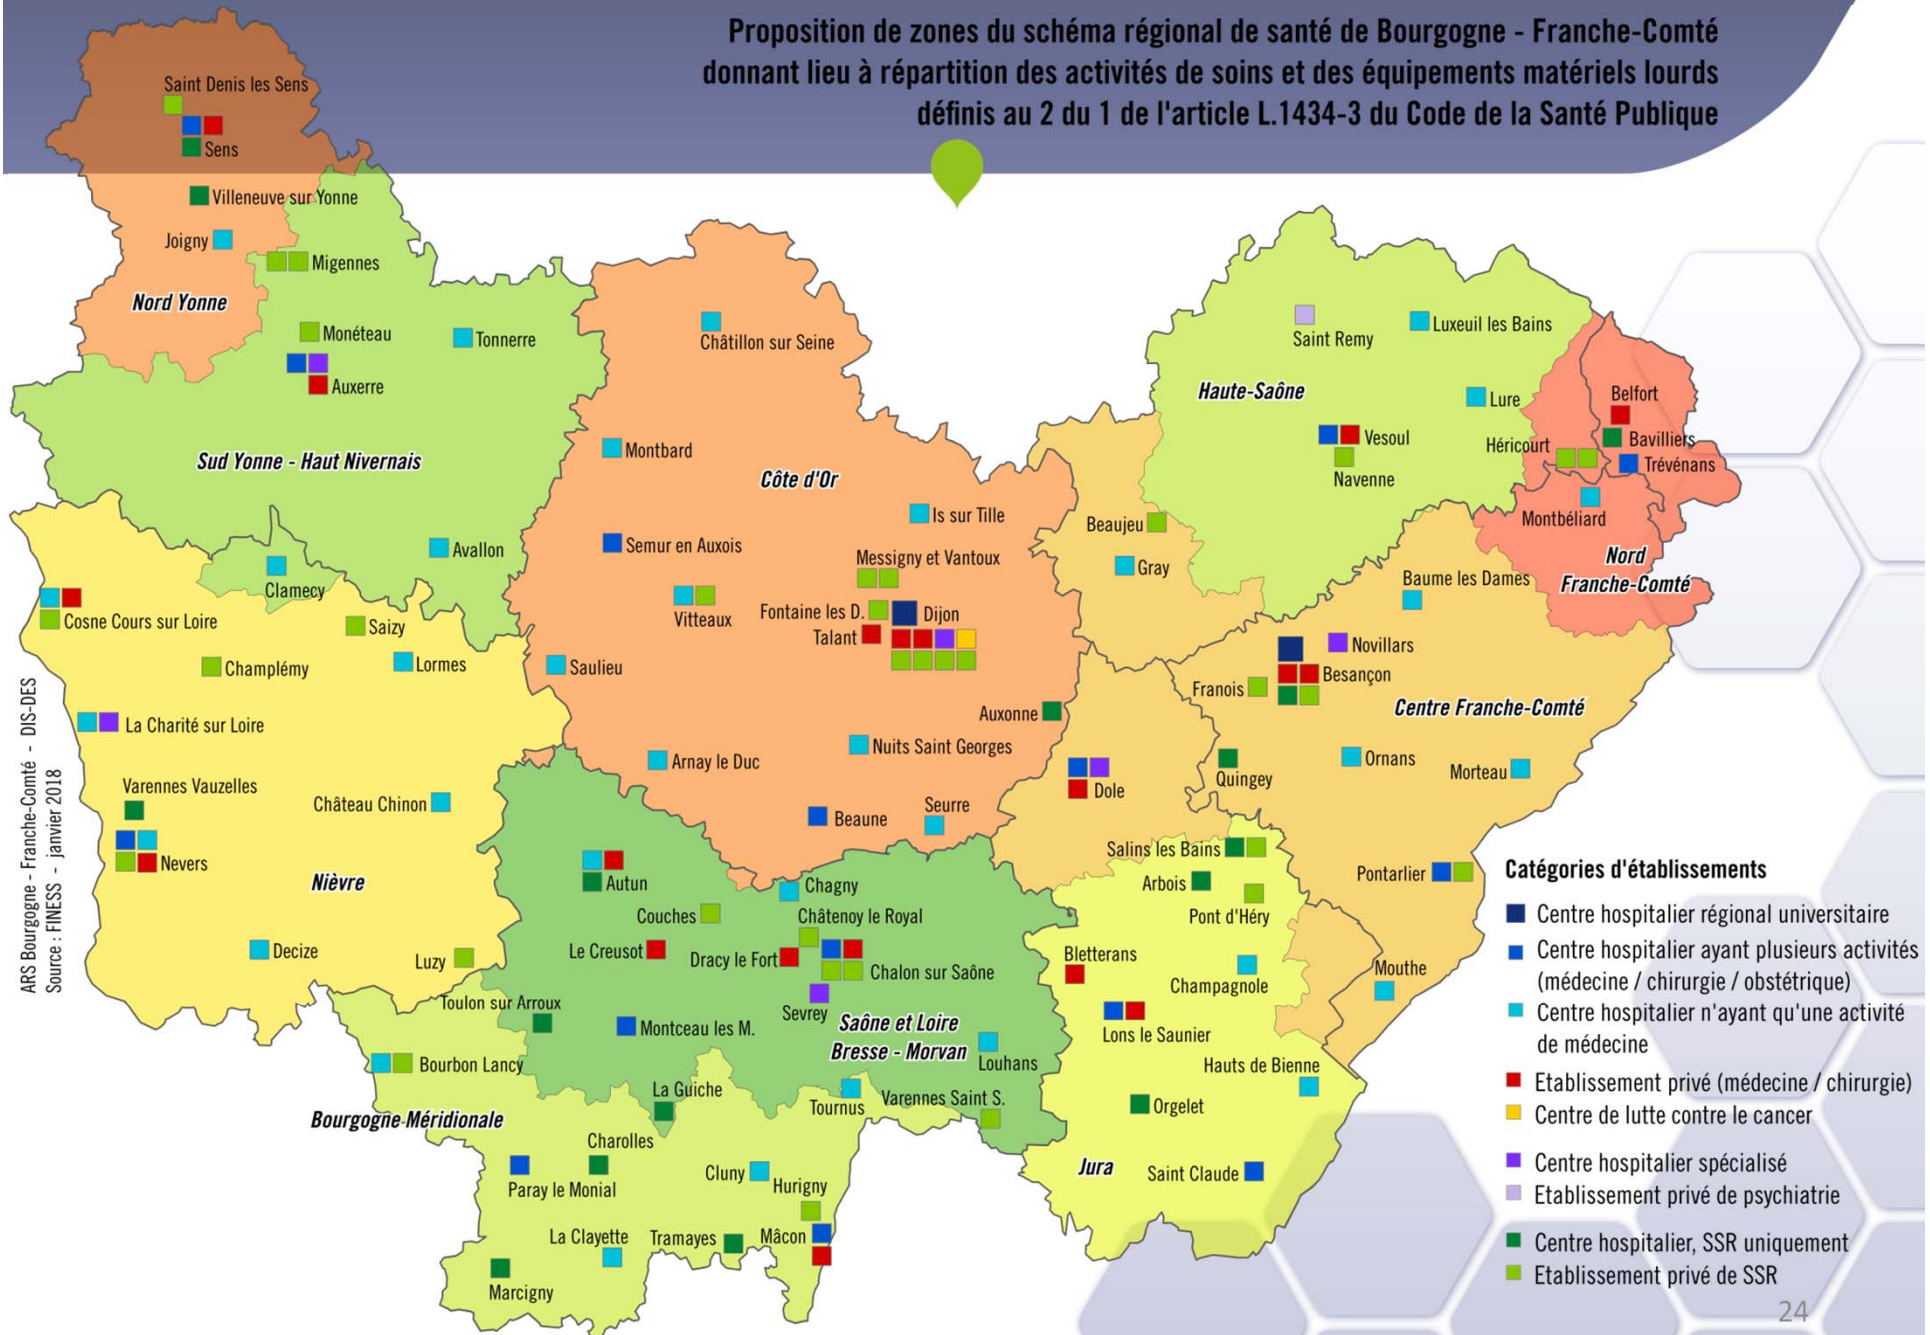 Proposition de zones du schéma régional de santé de Bourgogne - Franche-Comté
donnant lieu à répartition des activités de soins et des équipements matériels lourds
définis au 2 du 1 de l'article L.1434-3 du Code de la Santé Publique
Saint Denis les Sens
Sens
Villeneuve sur Yonne
Joigny
Migennes
Nord Yonne
Monéteau
Tonnerre
Auxerre
Sud Yonne - Haut Nivernais
Avallon
Clamecy
Châtillon sur Seine
Montbard
Côte d'Or
Is sur Tille
Semur en Auxois
Messigny et Vantoux
Vitteaux
Fontaine les D.
Dijon
Talant
Saulieu
Auxonne
Nuits Saint Georges
Arnay le Duc
Beaune
Seurre
Saint Remy
Luxeuil les Bains
Haute-Saône
Lure
Vesoul
Navenne
Belfort
Bavilliers
Héricourt
Trévénans
Montbéliard
Nord
Franche-Comté
Beaujeu
Gray
Baume les Dames
Novillars
Besançon
Franois
Centre Franche-Comté
Dole
Quingey
Ornans
Morteau
Pontarlier
Mouthe
Cosne Cours sur Loire
Saizy
Champlémy
Lormes
La Charité sur Loire
Varennes Vauzelles
Château Chinon
Nevers
Nièvre
Decize
Luzy
Autun
Chagny
Couches
Châtenoy le Royal
Le Creusot
Dracy le Fort
Chalon sur Saône
Sevrey
Toulon sur Arroux
Montceau les M.
Saône et Loire
Bresse - Morvan
Louhans
Bourbon Lancy
La Guiche
Tournus
Varennes Saint S.
Bourgogne Méridionale
Charolles
Paray le Monial
Cluny
Hurigny
La Clayette
Tramayes
Mâcon
Marcigny
Salins les Bains
Arbois
Pont d'Héry
Bletterans
Champagnole
Lons le Saunier
Hauts de Bienne
Orgelet
Jura
Saint Claude
Catégories d'établissements
Centre hospitalier régional universitaire
Centre hospitalier ayant plusieurs activités
(médecine / chirurgie / obstétrique)
Centre hospitalier n'ayant qu'une activité
de médecine
Etablissement privé (médecine / chirurgie)
Centre de lutte contre le cancer
Centre hospitalier spécialisé
Etablissement privé de psychiatrie
Centre hospitalier, SSR uniquement
Etablissement privé de SSR
ARS Bourgogne - Franche-Comté - DIS-DES
Source : FINESS - janvier 2018
24